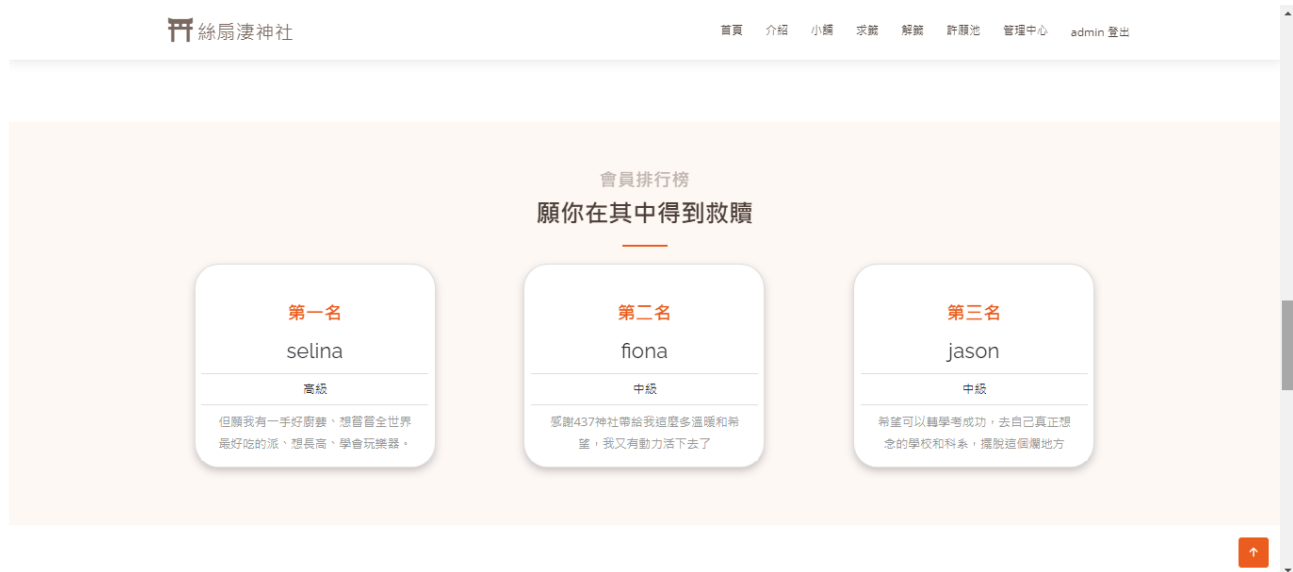 絲扇淒神社
首頁 介紹 小舖 求籤 解籤 許願池 管理中心 admin 登出
會員排行榜
願你在其中得到救贖
第一名
selina
高級
但願我有一手好廚藝、想嘗嘗全世界
最好吃的派、想長高、學會玩樂器。
第二名
fiona
中級
感謝437神社帶給我這麼多溫暖和希
望，我又有動力活下去了
第三名
jason
中級
希望可以轉學考成功，去自己真正想
念的學校和科系，擺脫這個爛地方